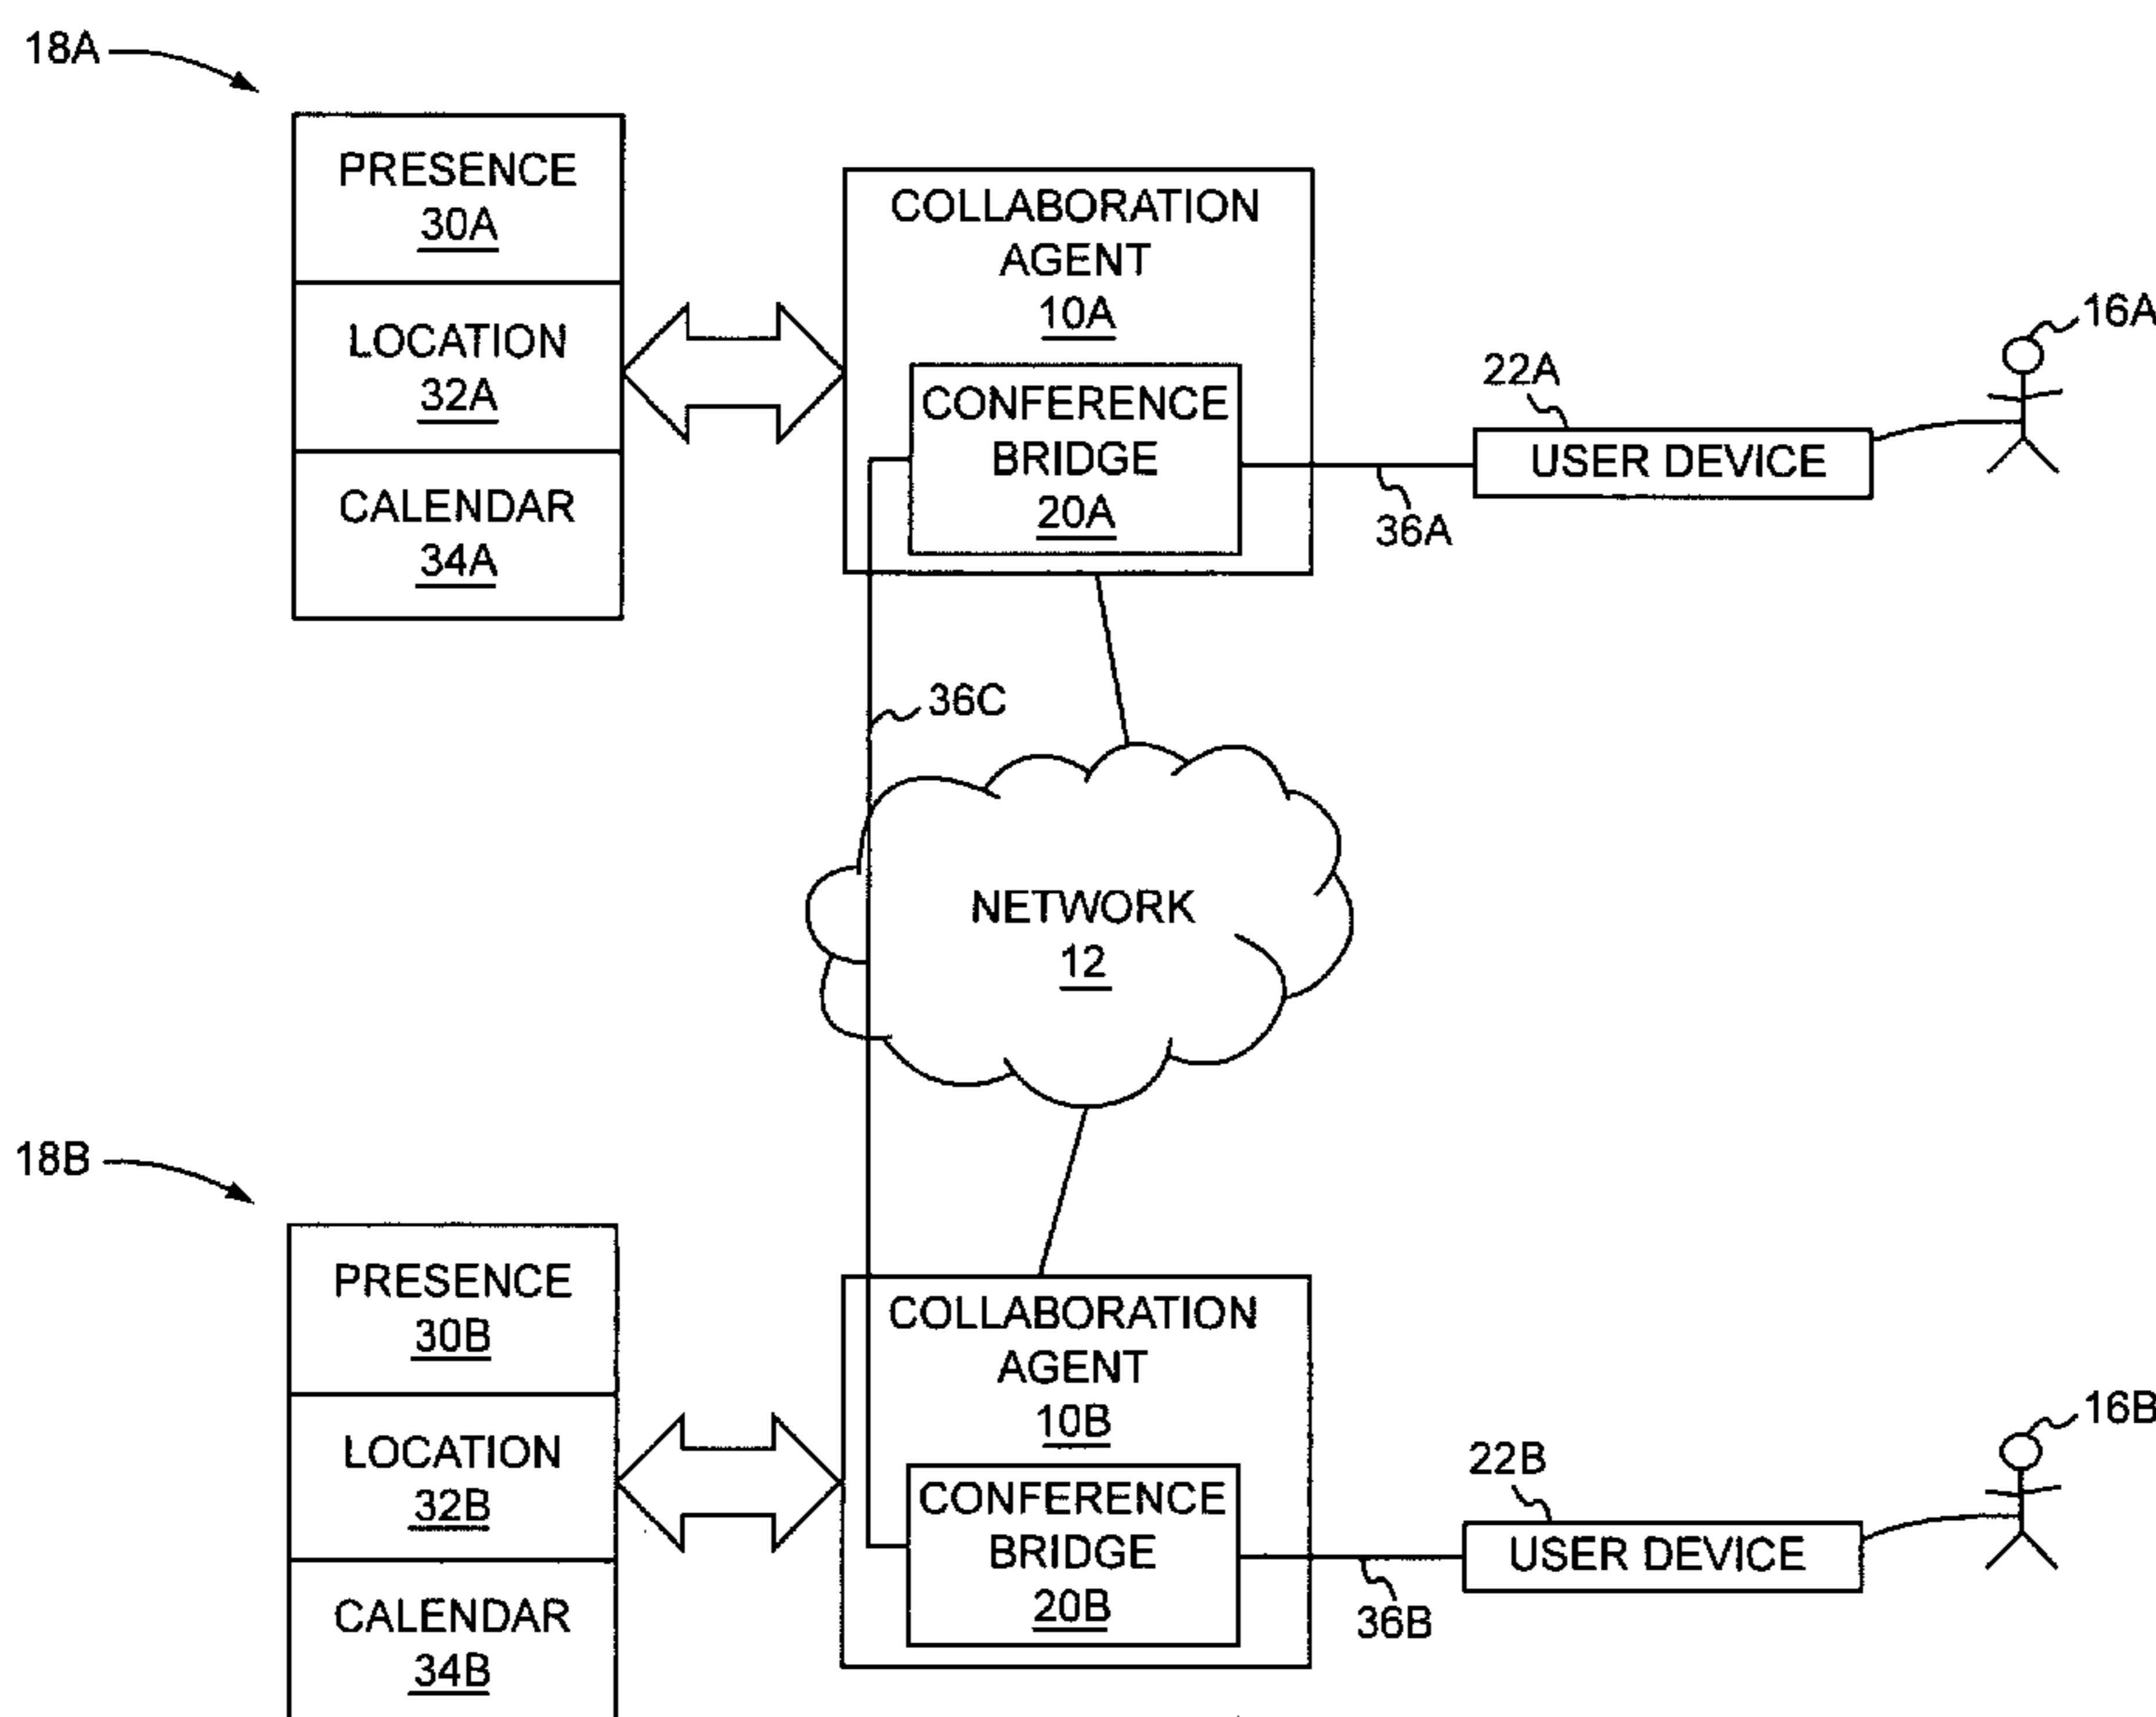 18A
PRESENCE
30A
LOCATION
32A
CALENDAR
34A
COLLABORATION
AGENT
10A
CONFERENCE
BRIDGE
20A
36A
22A
USER DEVICE
16A
36C
NETWORK
12
18B
PRESENCE
30B
LOCATION
32B
CALENDAR
34B
COLLABORATION
AGENT
10B
CONFERENCE
BRIDGE
20B
36B
22B
USER DEVICE
16B